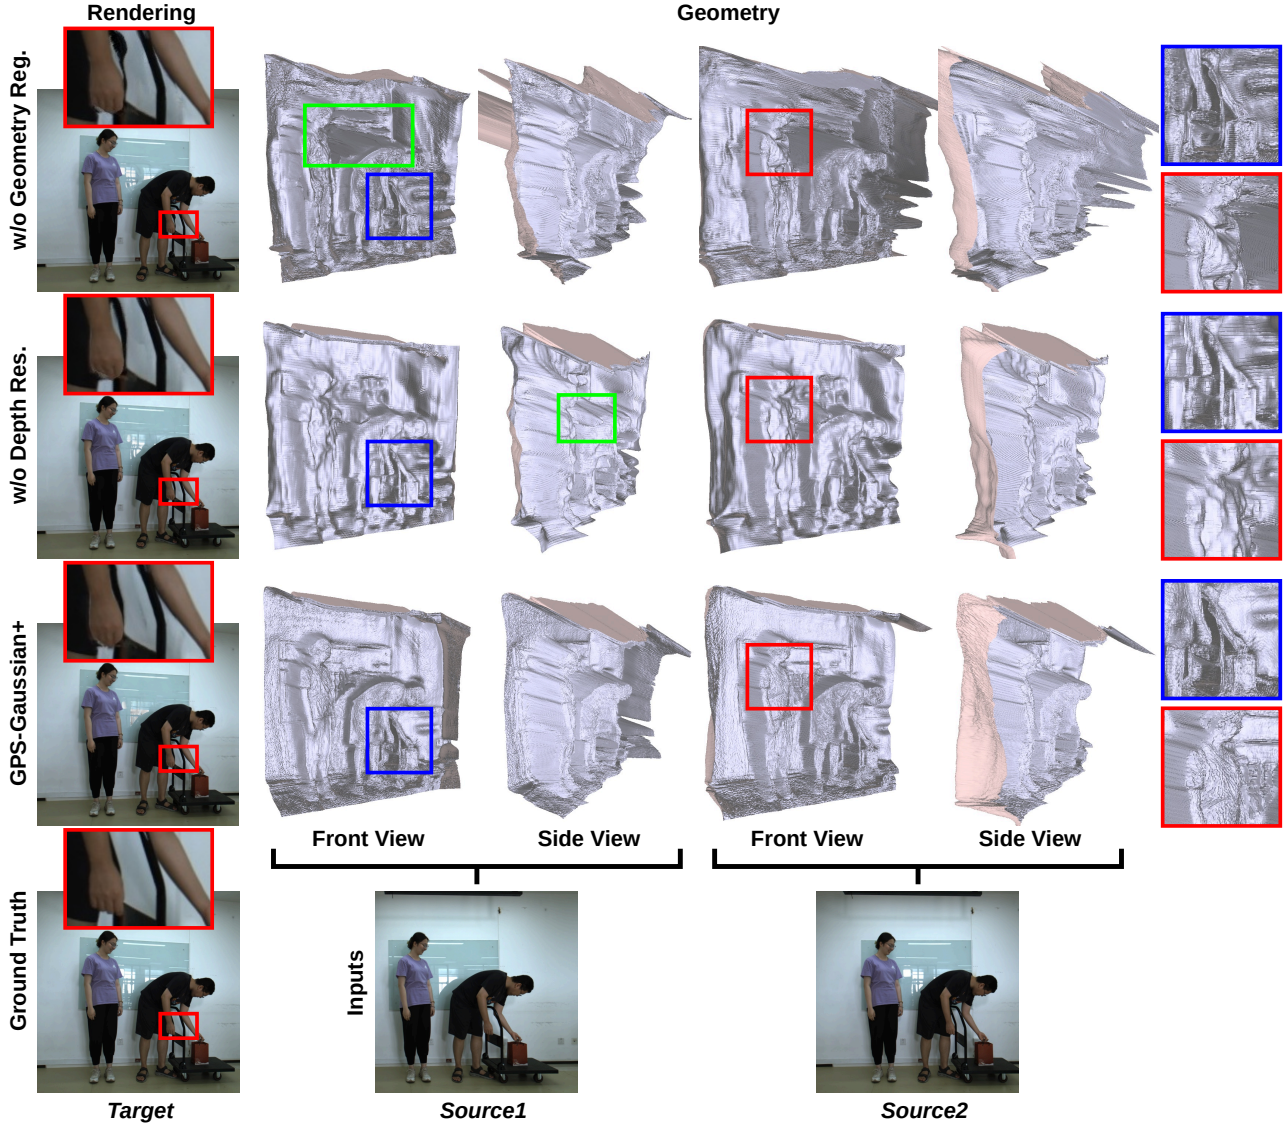 Rendering
Geometry
w/o Geometry Reg.
w/o Depth Res.
GPS-Gaussian+
Front View
Side View
Front View
Side View
Ground Truth
Inputs
Target
Source1
Source2